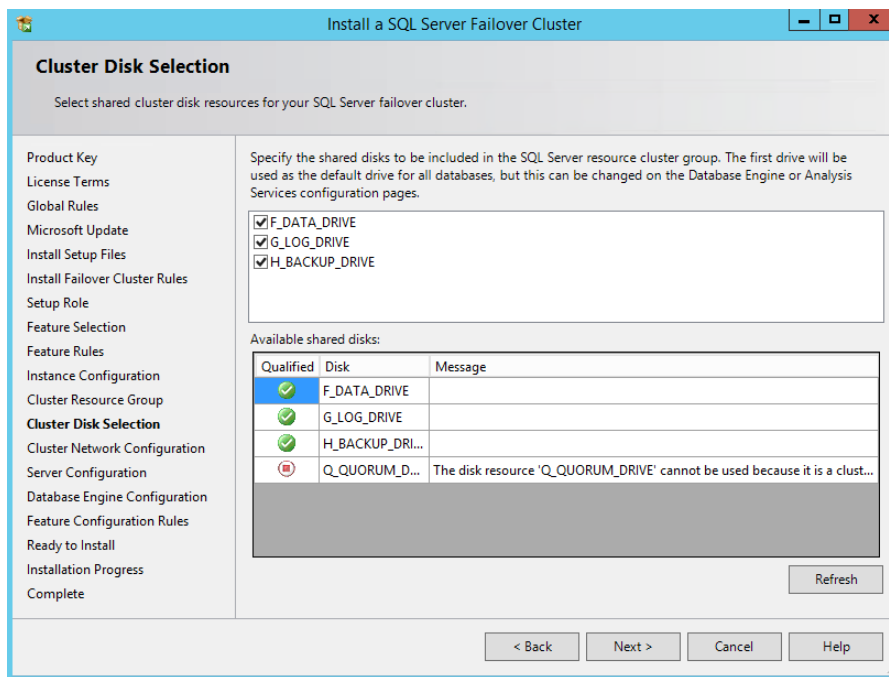 Install a SQL Server Failover Cluster
Cluster Disk Selection
Select shared cluster disk resources for your SQL Server failover cluster.
Product Key
License Terms
Global Rules
Microsoft Update
Install Setup Files
Install Failover Cluster Rules
Setup Role
Feature Selection
Feature Rules
Instance Configuration
Cluster Resource Group
Cluster Disk Selection
Cluster Network Configuration
Server Configuration
Database Engine Configuration
Feature Configuration Rules
Ready to Install
Installation Progress
Complete
Specify the shared disks to be included in the SQL Server resource cluster group. The first drive will be
used as the default drive for all databases, but this can be changed on the Database Engine or Analysis
Services configuration pages.
F_DATA_DRIVE
G_LOG_DRIVE
H_BACKUP_DRIVE
Available shared disks:
Qualified Disk Message
F_DATA_DRIVE
G_LOG_DRIVE
H_BACKUP_DRI...
Q_QUORUM_D... The disk resource 'Q_QUORUM_DRIVE' cannot be used because it is a clust...
Refresh
< Back Next > Cancel Help